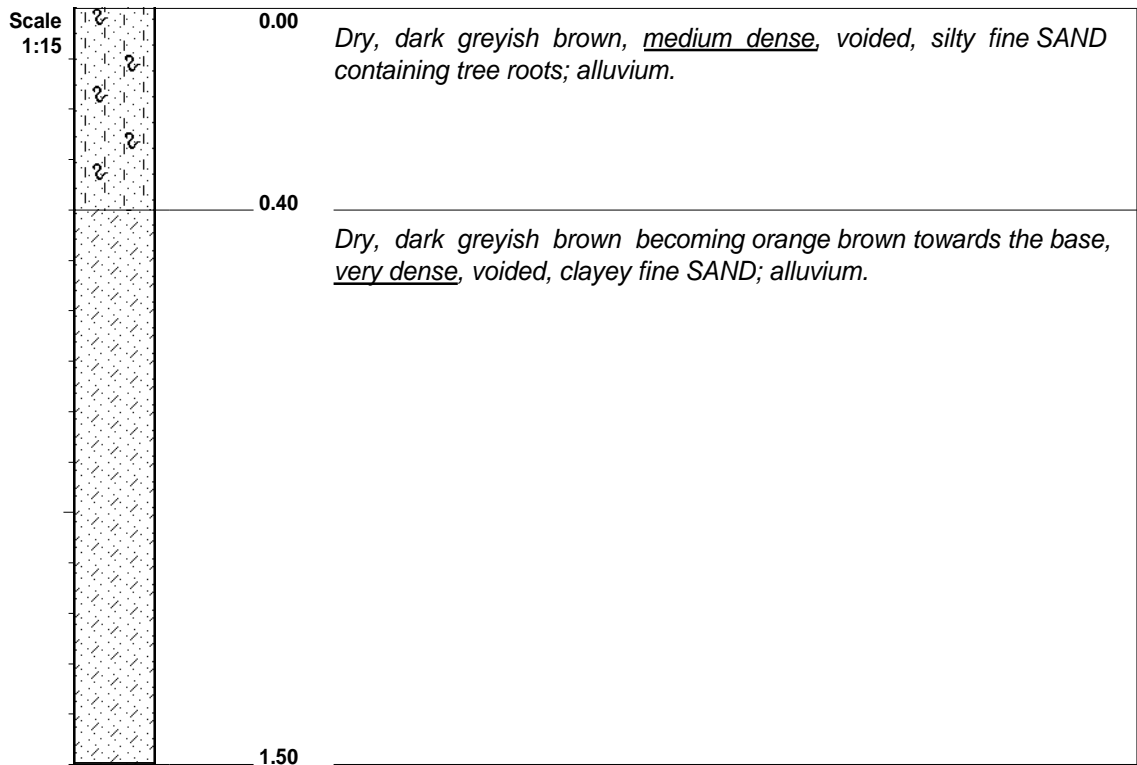 Scale
1:15
0.00
Dry, dark greyish brown, medium dense, voided, silty fine SAND
containing tree roots; alluvium.
0.40
Dry, dark greyish brown becoming orange brown towards the base,
very dense, voided, clayey fine SAND; alluvium.
1.50